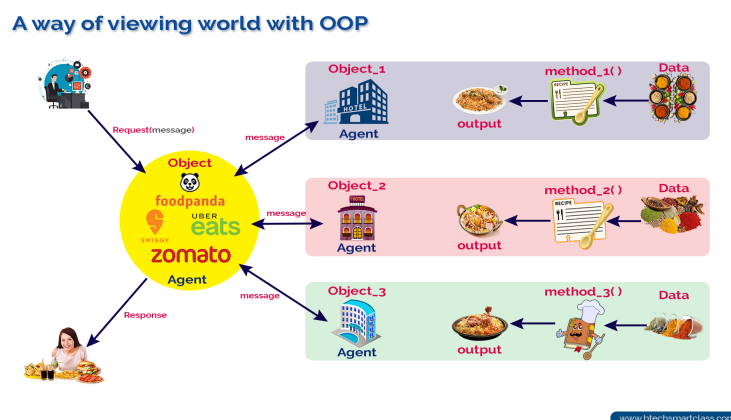 A way of viewing world with OOP
Request(message)
Object
foodpanda
SWIGGY
UBER
eats
zomato
Agent
Response
message
message
message
Object_1
HOTEL
Agent
output
method_1( )
RECIPE
Data
Object_2
Agent
output
method_2()
RECIPE
Data
Object_3
Agent
output
method_3()
Data
www.btechsmartclass.com